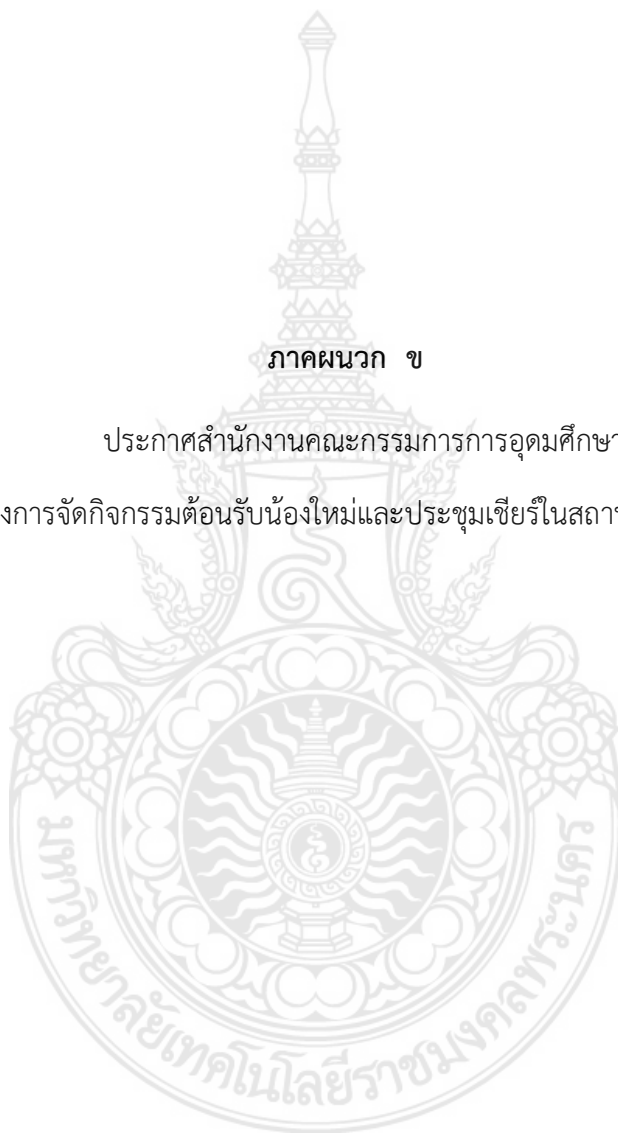 ภาคผนวก ข
ประกาศสำนักงานคณะกรรมการการอุดมศึกษา
งการจัดกิจกรรมต้อนรับน้องใหม่และประชุมเชียร์ในสถาน
มหาวิทยาลัยเทคโนโลยีราชมงคลพระนคร